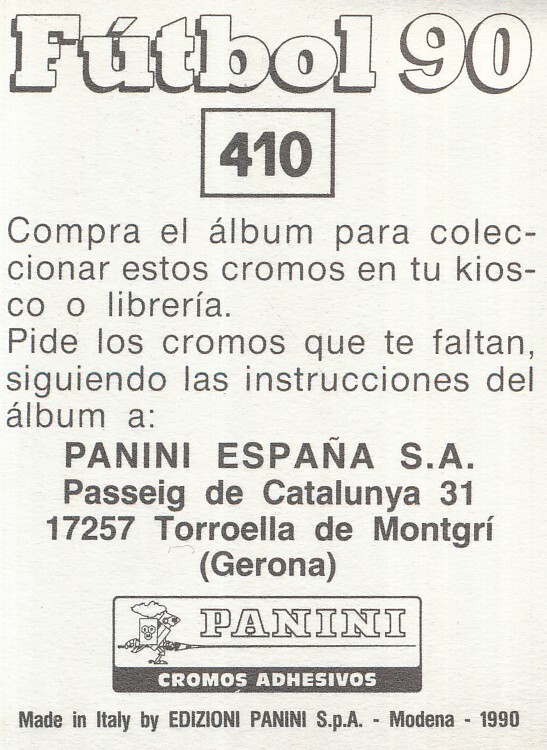 Fútbol 90
410
Compra el álbum para colec-
cionar estos cromos en tu kios-
co o librería.
Pide los cromos que te faltan,
siguiendo las instrucciones del
álbum a:
PANINI ESPAÑA S.A.
Passeig de Catalunya 31
17257 Torroella de Montgrí
(Gerona)
PANINI
CROMOS ADHESIVOS
Made in Italy by EDIZIONI PANINI S.p.A. - Modena - 1990